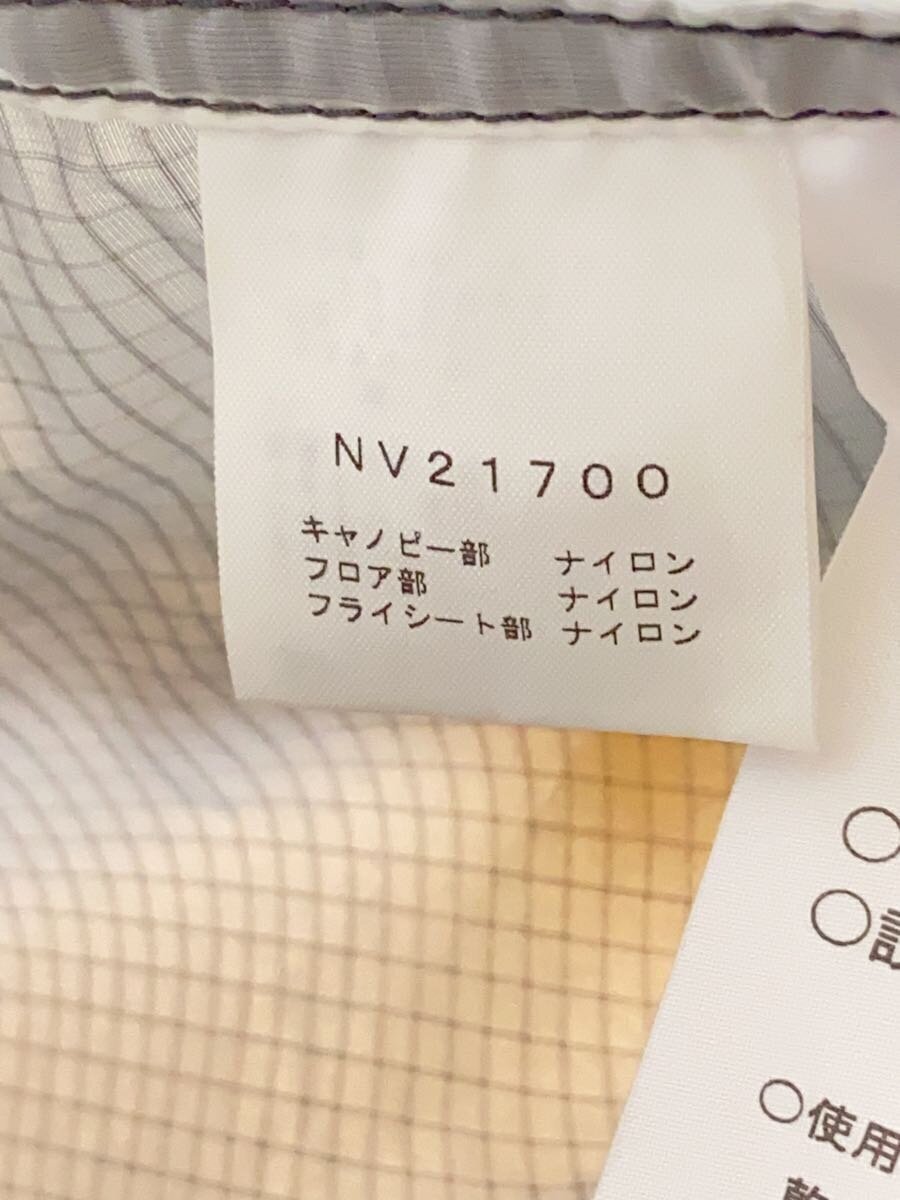 NV21700
キャノピー部 ナイロン
フロア部 ナイロン
フライシート部 ナイロン
○
○
○使用